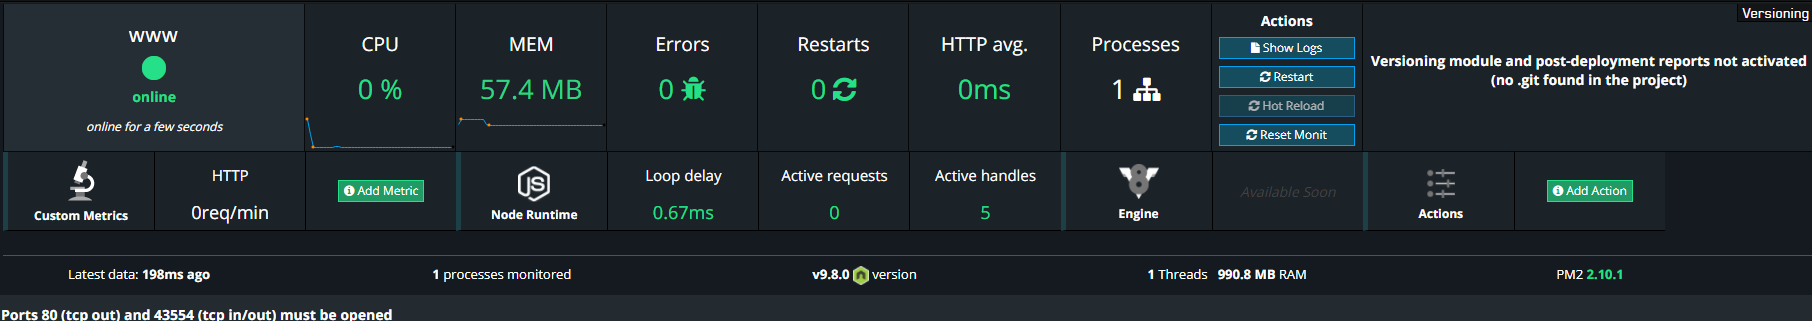 Versioning
www
online
online for a few seconds
CPU
0 %
MEM
57.4 MB
Errors
0
Restarts
0
HTTP avg.
0ms
Processes
1
Actions
Show Logs
Restart
Hot Reload
Reset Monit
Versioning module and post-deployment reports not activated
(no .git found in the project)
Custom Metrics
HTTP
0req/min
Add Metric
JS
Node Runtime
Loop delay
0.67ms
Active requests
0
Active handles
5
Engine
Available Soon
Actions
Add Action
Latest data: 198ms ago
1 processes monitored
v9.8.0 version
1 Threads 990.8 MB RAM
PM2 2.10.1
Ports 80 (tcp out) and 43554 (tcp in/out) must be opened